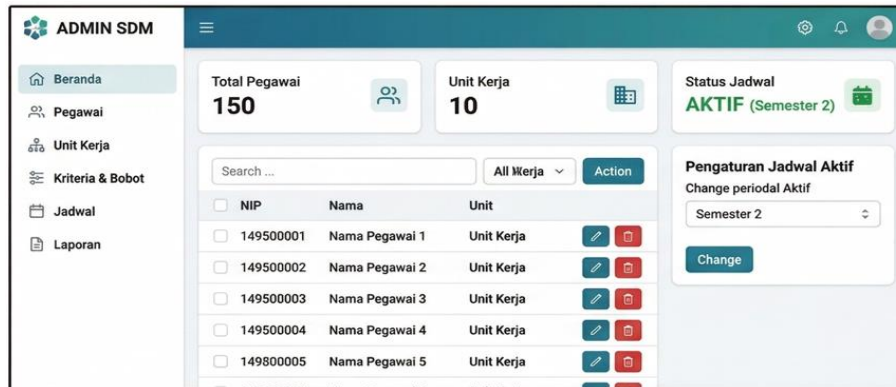 ADMIN SDM
Beranda
Pegawai
Unit Kerja
Kriteria & Bobot
Jadwal
Laporan
Total Pegawai
150
Unit Kerja
10
Status Jadwal
AKTIF (Semester 2)
Search ...
All Werja
Action
NIP Nama Unit
149500001 Nama Pegawai 1 Unit Kerja
149500002 Nama Pegawai 2 Unit Kerja
149500003 Nama Pegawai 3 Unit Kerja
149500004 Nama Pegawai 4 Unit Kerja
149800005 Nama Pegawai 5 Unit Kerja
Pengaturan Jadwal Aktif
Change periodal Aktif
Semester 2
Change